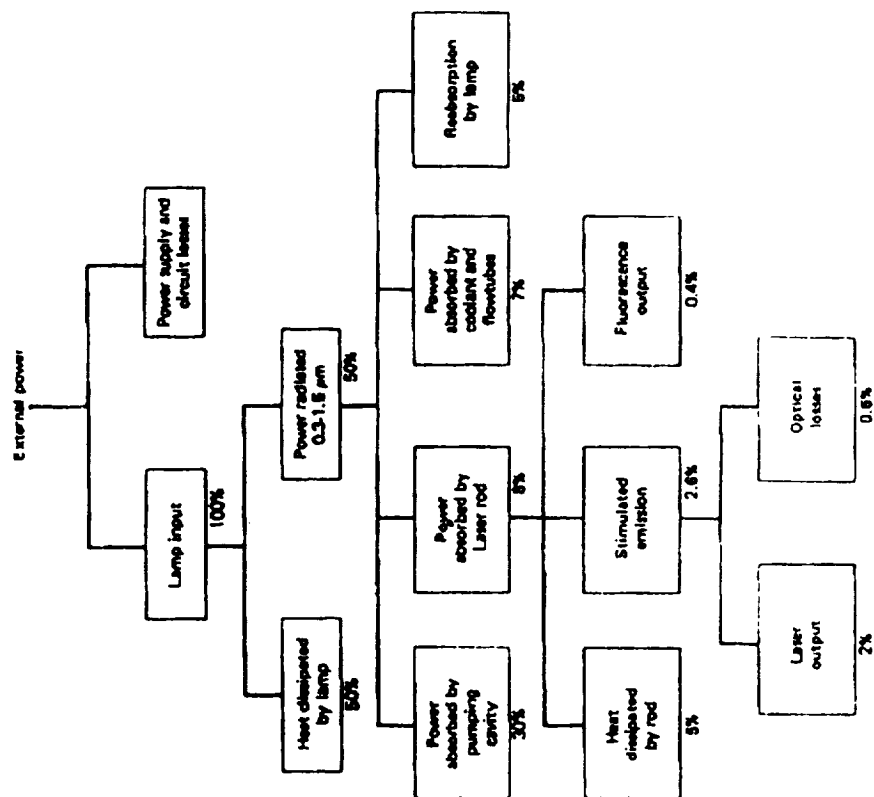 External power
Lamp input
100%
Power supply and
circuit losses
Heat dissipated
by lamp
50%
Power radiated
0.3-1.5 μm
50%
Power
absorbed by
pumping
cavity
30%
Power
absorbed by
Laser rod
8%
Power
absorbed by
coolant and
flowtubes
7%
Reabsorption
by lamp
5%
Heat
dissipated
by rod
5%
Stimulated
emission
2.6%
Fluorescence
output
0.4%
Laser
output
2%
Optical
losses
0.6%